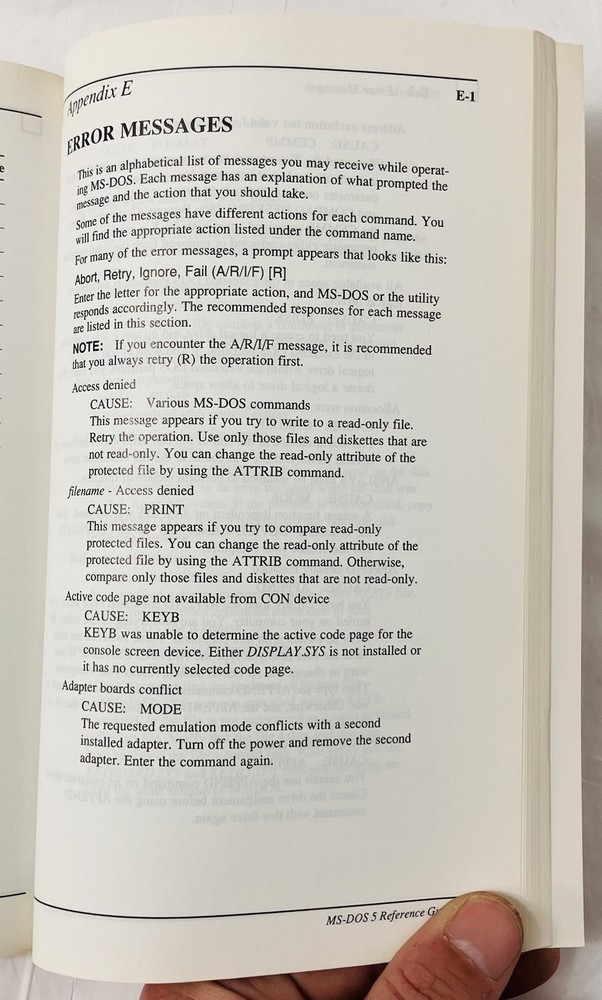 Appendix E
E-1
ERROR MESSAGES
This is an alphabetical list of messages you may receive while operat-
ing MS-DOS. Each message has an explanation of what prompted the
message and the action that you should take.
Some of the messages have different actions for each command. You
will find the appropriate action listed under the command name.
For many of the error messages, a prompt appears that looks like this:
Abort, Retry, Ignore, Fail (A/R/I/F) [R]
Enter the letter for the appropriate action, and MS-DOS or the utility
responds accordingly. The recommended responses for each message
are listed in this section.
NOTE: If you encounter the A/R/I/F message, it is recommended
that you always retry (R) the operation first.
Access denied
CAUSE: Various MS-DOS commands
This message appears if you try to write to a read-only file.
Retry the operation. Use only those files and diskettes that are
not read-only. You can change the read-only attribute of the
protected file by using the ATTRIB command.
filename - Access denied
CAUSE: PRINT
This message appears if you try to compare read-only
protected files. You can change the read-only attribute of the
protected file by using the ATTRIB command. Otherwise,
compare only those files and diskettes that are not read-only.
Active code page not available from CON device
CAUSE: KEYB
KEYB was unable to determine the active code page for the
console screen device. Either DISPLAY.SYS is not installed or
it has no currently selected code page.
Adapter boards conflict
CAUSE: MODE
The requested emulation mode conflicts with a second
installed adapter. Turn off the power and remove the second
adapter. Enter the command again.
MS-DOS 5 Reference